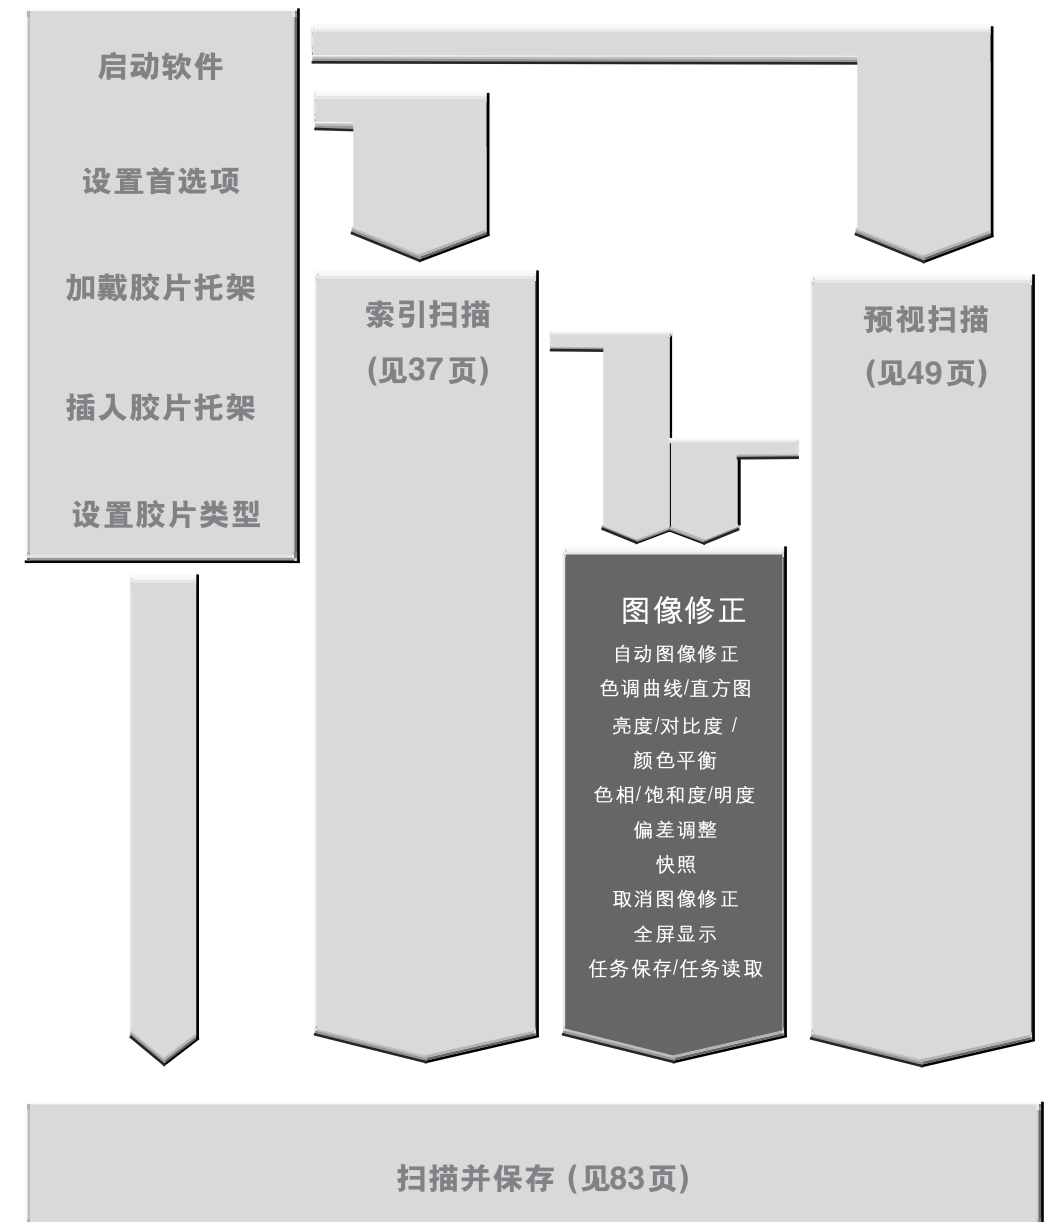 启动软件
设置首选项
加戴胶片托架
插入胶片托架
设置胶片类型
索引扫描
(见37页)
预视扫描
(见49页)
图像修正
自动图像修正
色调曲线/直方图
亮度/对比度 /
颜色平衡
色相/饱和度/明度
偏差调整
快照
取消图像修正
全屏显示
任务保存/任务读取
扫描并保存 (见83页)